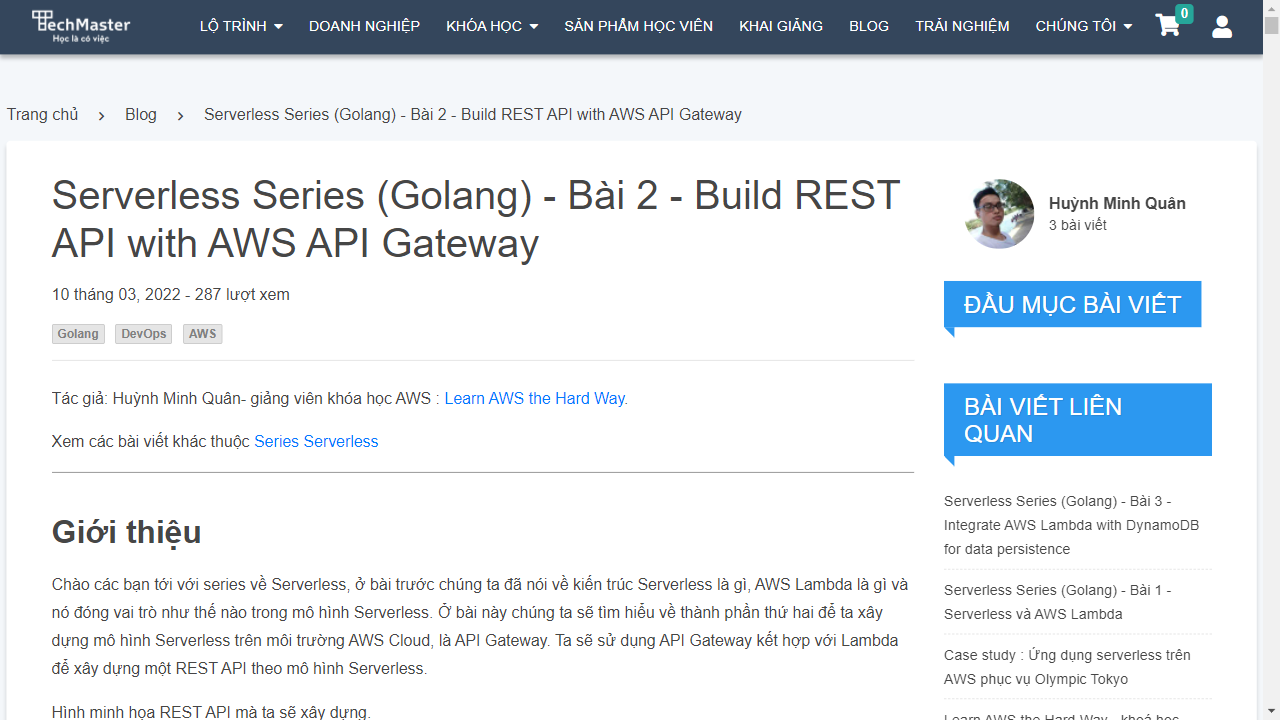 TechMaster
Học là có việc
LỘ TRÌNH
DOANH NGHIỆP
KHÓA HỌC
SẢN PHẨM HỌC VIÊN
KHAI GIẢNG
BLOG
TRẢI NGHIỆM
CHÚNG TÔI
0
Trang chủ > Blog > Serverless Series (Golang) - Bài 2 - Build REST API with AWS API Gateway
Serverless Series (Golang) - Bài 2 - Build REST
API with AWS API Gateway
10 tháng 03, 2022 - 287 lượt xem
Golang DevOps AWS
Tác giả: Huỳnh Minh Quân- giảng viên khóa học AWS : Learn AWS the Hard Way.
Xem các bài viết khác thuộc Series Serverless
Giới thiệu
Chào các bạn tới với series về Serverless, ở bài trước chúng ta đã nói về kiến trúc Serverless là gì, AWS Lambda là gì và
nó đóng vai trò như thế nào trong mô hình Serverless. Ở bài này chúng ta sẽ tìm hiểu về thành phần thứ hai để ta xây
dựng mô hình Serverless trên môi trường AWS Cloud, là API Gateway. Ta sẽ sử dụng API Gateway kết hợp với Lambda
để xây dựng một REST API theo mô hình Serverless.
Hình minh họa REST API mà ta sẽ xây dựng.
Huỳnh Minh Quân
3 bài viết
ĐẦU MỤC BÀI VIẾT
BÀI VIẾT LIÊN
QUAN
Serverless Series (Golang) - Bài 3 -
Integrate AWS Lambda with DynamoDB
for data persistence
Serverless Series (Golang) - Bài 1 -
Serverless và AWS Lambda
Case study : Ứng dụng serverless trên
AWS phục vụ Olympic Tokyo
Learn AWS the Hard Way - khoá học